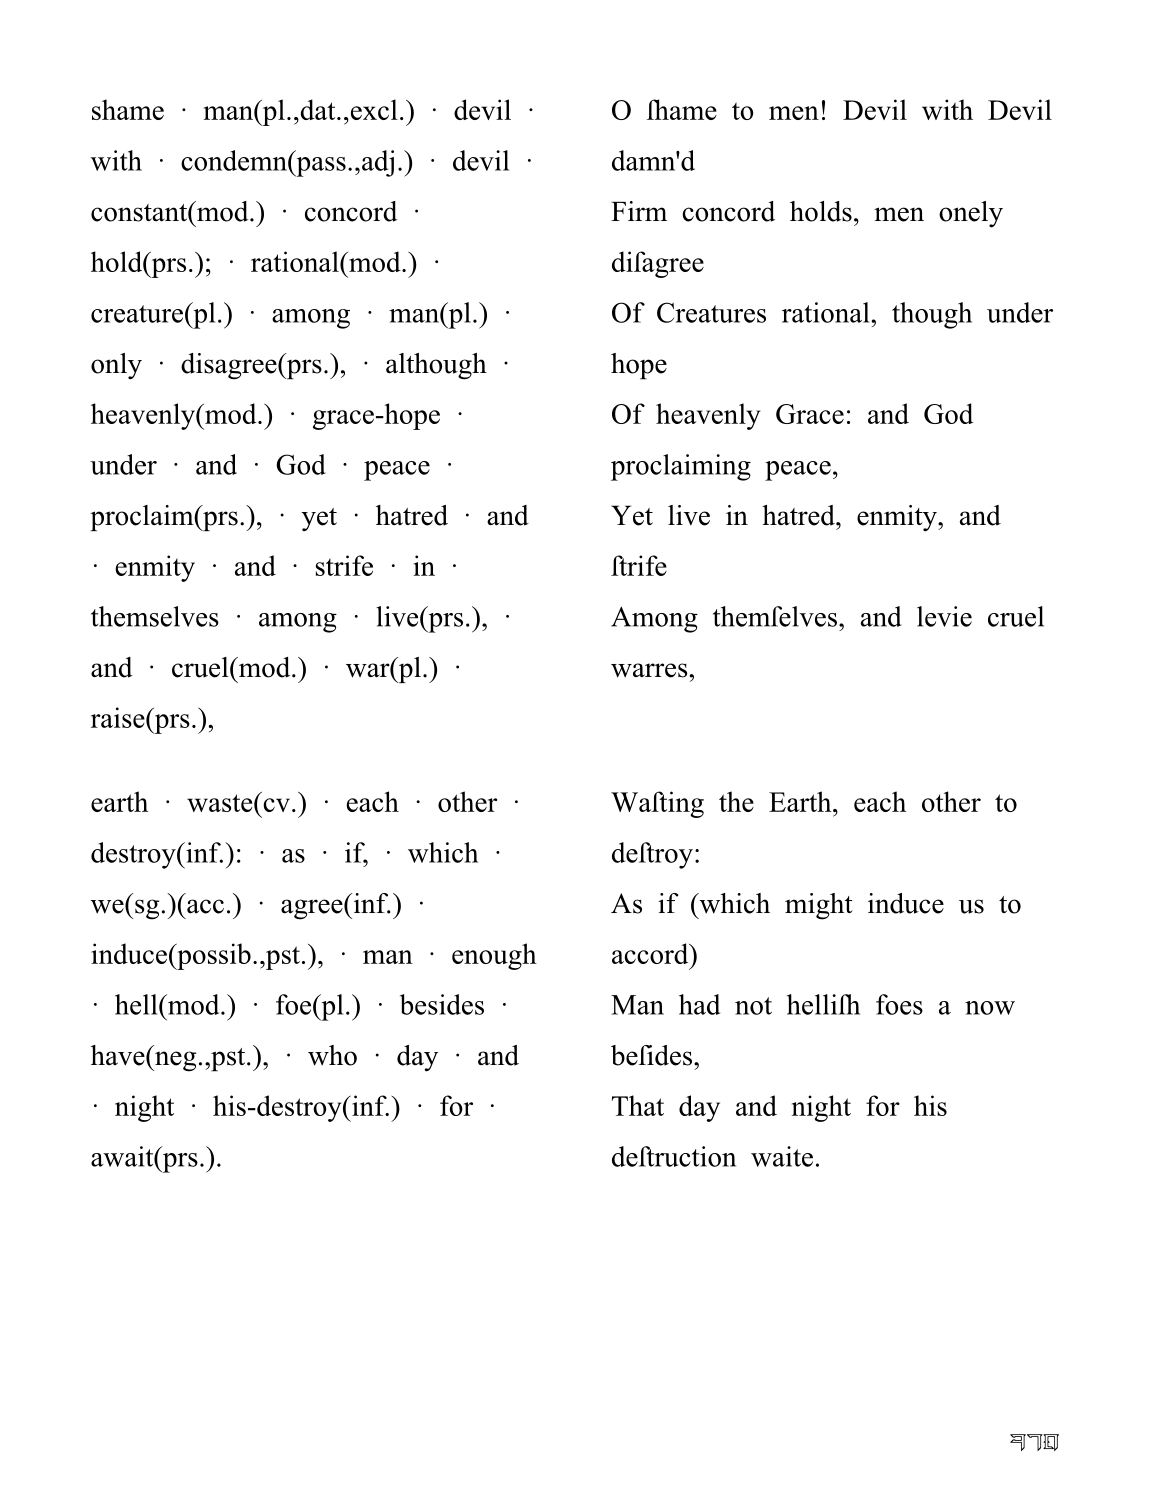 shame · man(pl.,dat.,excl.) · devil ·
with · condemn(pass.,adj.) · devil ·
constant(mod.) · concord ·
hold(prs.); · rational(mod.) ·
creature(pl.) · among · man(pl.) ·
only · disagree(prs.), · although ·
heavenly(mod.) · grace-hope ·
under · and · God · peace ·
proclaim(prs.), · yet · hatred · and
· enmity · and · strife · in ·
themselves · among · live(prs.), ·
and · cruel(mod.) · war(pl.) ·
raise(prs.),
earth · waste(cv.) · each · other ·
destroy(inf.): · as · if, · which ·
we(sg.)(acc.) · agree(inf.) ·
induce(possib.,pst.), · man · enough
· hell(mod.) · foe(pl.) · besides ·
have(neg.,pst.), · who · day · and
· night · his-destroy(inf.) · for ·
await(prs.).
O ſhame to men! Devil with Devil
damn'd
Firm concord holds, men onely
diſagree
Of Creatures rational, though under
hope
Of heavenly Grace: and God
proclaiming peace,
Yet live in hatred, enmity, and
ſtrife
Among themſelves, and levie cruel
warres,
Waſting the Earth, each other to
deſtroy:
As if (which might induce us to
accord)
Man had not helliſh foes a now
beſides,
That day and night for his
deſtruction waite.